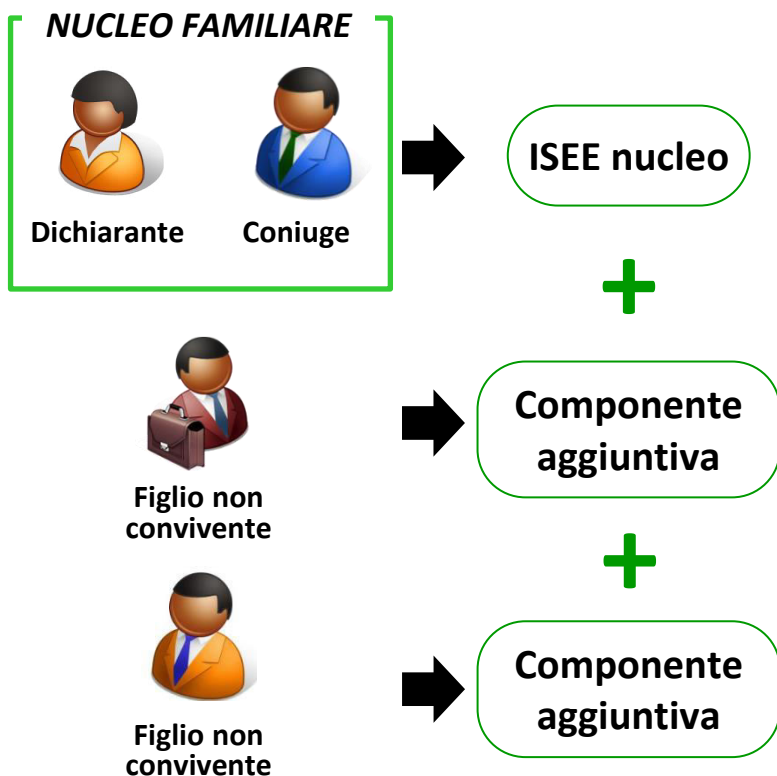 NUCLEO FAMILIARE
Dichiarante
Coniuge
ISEE nucleo
+
Figlio non
convivente
Componente
aggiuntiva
+
Figlio non
convivente
Componente
aggiuntiva